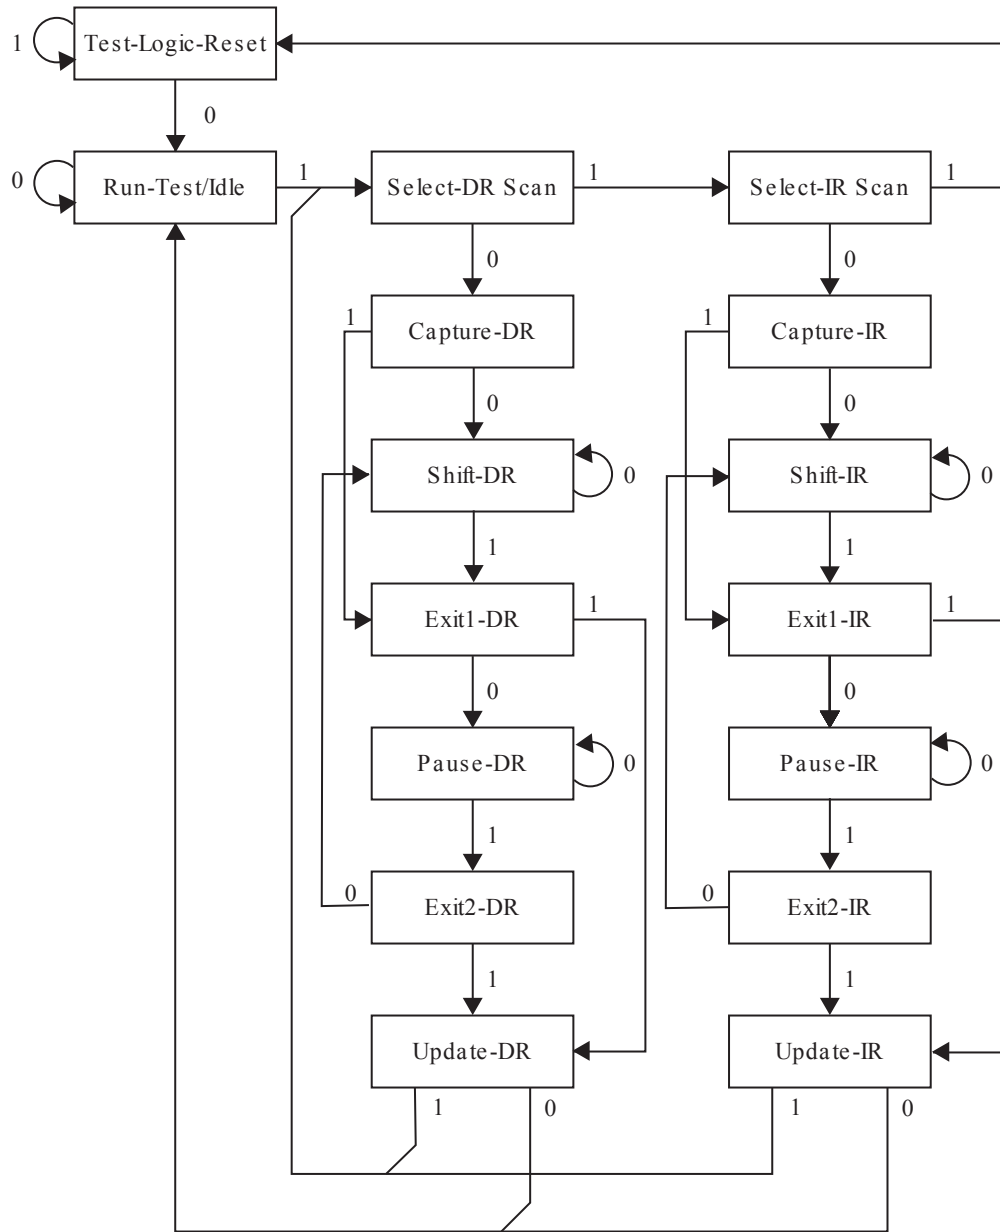 1 Test-Logic-Reset
0
0 Run-Test/Idle 1 Select-DR Scan 1 Select-IR Scan 1
0 0
1 Capture-DR 1 Capture-IR
0 0
Shift-DR 0 Shift-IR 0
1 1
Exit1-DR 1 Exit1-IR 1
0 0
Pause-DR 0 Pause-IR 0
1 1
0 Exit2-DR 0 Exit2-IR
1 1
Update-DR Update-IR
1 0 1 0